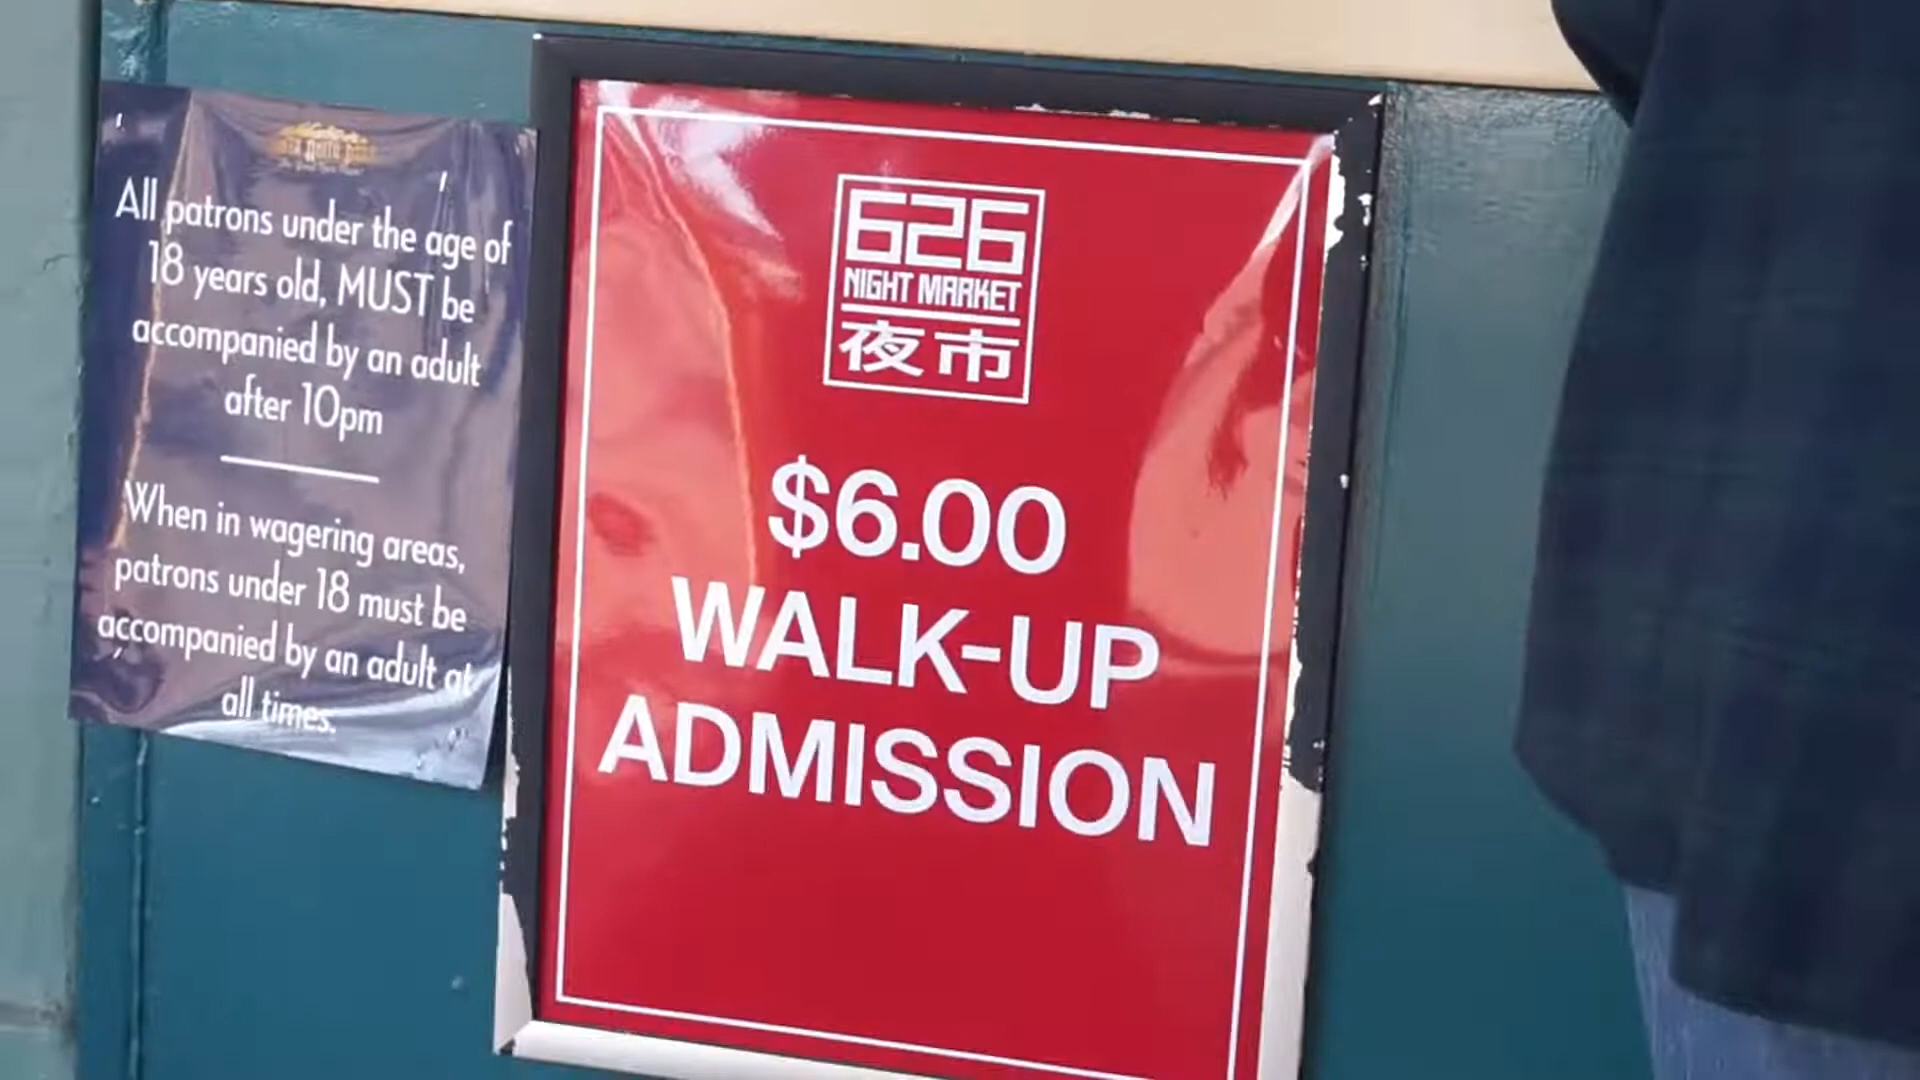 All patrons under the age of
18 years old, MUST be
accompanied by an adult
after 10pm
When in wagering areas,
patrons under 18 must be
accompanied by an adult at
all times.
626
NIGHT MARKET
夜市
$6.00
WALK-UP
ADMISSION